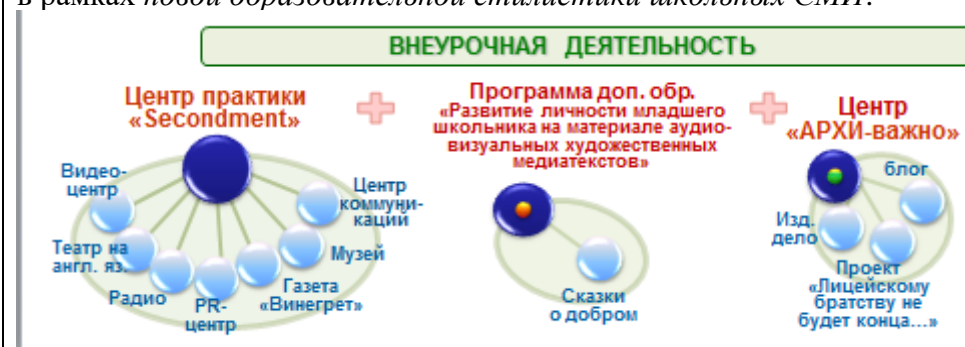 в рамках новой образовательной стилистики школьных СМИ.
ВНЕУРОЧНАЯ ДЕЯТЕЛЬНОСТЬ
Центр практики
«Secondment»
Видео-
центр
Театр на
англ. яз.
Радио
PR-
центр
Газета
«Винегрет»
Музей
Центр
коммуни-
каций
Программа доп. обр.
«Развитие личности младшего
школьника на материале аудио-
визуальных художественных
медиатекстов»
Сказки
о добром
Центр
«АРХИ-важно»
блог
Изд.
дело
Проект
«Лицейскому
братству не
будет конца...»